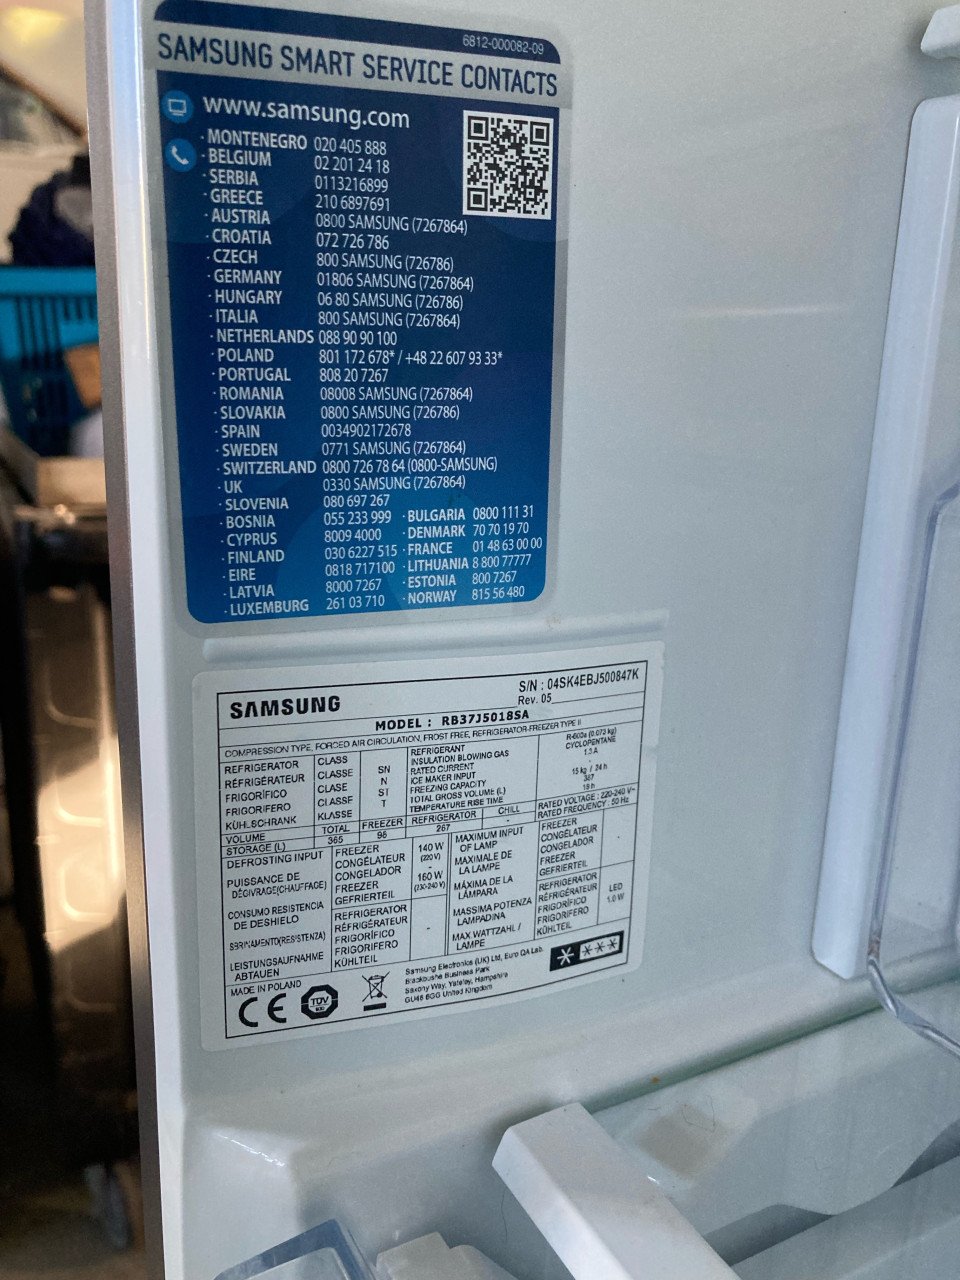 6812-000082-09
SAMSUNG SMART SERVICE CONTACTS
www.samsung.com
· MONTENEGRO 020 405 888
· BELGIUM 02 201 24 18
· SERBIA 0113216899
· GREECE 210 6897691
· AUSTRIA 0800 SAMSUNG (7267864)
· CROATIA 072 726 786
· CZECH 800 SAMSUNG (726786)
· GERMANY 01806 SAMSUNG (7267864)
· HUNGARY 06 80 SAMSUNG (726786)
· ITALIA 800 SAMSUNG (7267864)
· NETHERLANDS 088 90 90 100
· POLAND 801 172 678* / +48 22 607 93 33*
· PORTUGAL 808 20 7267
· ROMANIA 08008 SAMSUNG (7267864)
· SLOVAKIA 0800 SAMSUNG (726786)
· SPAIN 0034902172678
· SWEDEN 0771 SAMSUNG (7267864)
· SWITZERLAND 0800 726 78 64 (0800-SAMSUNG)
· UK 0330 SAMSUNG (7267864)
· SLOVENIA 080 697 267
· BOSNIA 055 233 999 · BULGARIA 0800 111 31
· CYPRUS 8009 4000 · DENMARK 70 70 19 70
· FINLAND 030 6227 515 · FRANCE 01 48 63 00 00
· EIRE 0818 717100 · LITHUANIA 8 800 77777
· LATVIA 8000 7267 · ESTONIA 800 7267
· LUXEMBURG 261 03 710 · NORWAY 815 56 480
SAMSUNG
S/N : 04SK4EBJ500847K
Rev. 05
MODEL : RB37J5018SA
COMPRESSION TYPE, FORCED AIR CIRCULATION, FROST FREE, REFRIGERATOR-FREEZER TYPE II
REFRIGERATOR CLASS
RÉFRIGÉRATEUR CLASSE SN
FRIGORÍFICO CLASE N
FRIGORIFERO CLASSE ST
KÜHLSCHRANK KLASSE T
REFRIGERANT R-600a (0.073 kg)
INSULATION BLOWING GAS CYCLOPENTANE
RATED CURRENT 1.3 A
ICE MAKER INPUT -
FREEZING CAPACITY 15 kg / 24 h
TOTAL GROSS VOLUME (L) 387
TEMPERATURE RISE TIME 18 h
VOLUME TOTAL FREEZER REFRIGERATOR CHILL
STORAGE (L) 365 98 267 -
RATED VOLTAGE : 220-240 V~
RATED FREQUENCY : 50 Hz
DEFROSTING INPUT
PUISSANCE DE
DÉGIVRAGE(CHAUFFAGE)
CONSUMO RESISTENCIA
DE DESHIELO
SBRINAMENTO(RESISTENZA)
LEISTUNGSAUFNAHME
ABTAUEN
FREEZER 140 W
CONGÉLATEUR (220 V)
CONGELADOR -
FREEZER 160 W
GEFRIERTEIL (230-240 V)
REFRIGERATOR
RÉFRIGÉRATEUR
FRIGORÍFICO -
FRIGORIFERO
KÜHLTEIL
MAXIMUM INPUT
OF LAMP
MAXIMALE DE
LA LAMPE
MÁXIMA DE LA
LÁMPARA
MASSIMA POTENZA
LAMPADINA
MAX WATTZAHL /
LAMPE
FREEZER
CONGÉLATEUR
CONGELADOR -
FREEZER
GEFRIERTEIL
REFRIGERATOR
RÉFRIGÉRATEUR LED
FRIGORÍFICO 1.0 W
FRIGORIFERO
KÜHLTEIL
MADE IN POLAND
CE
TÜV
Samsung Electronics (UK) Ltd, Euro QA Lab.
Blackbushe Business Park
Saxony Way, Yateley, Hampshire
GU46 6GG United Kingdom